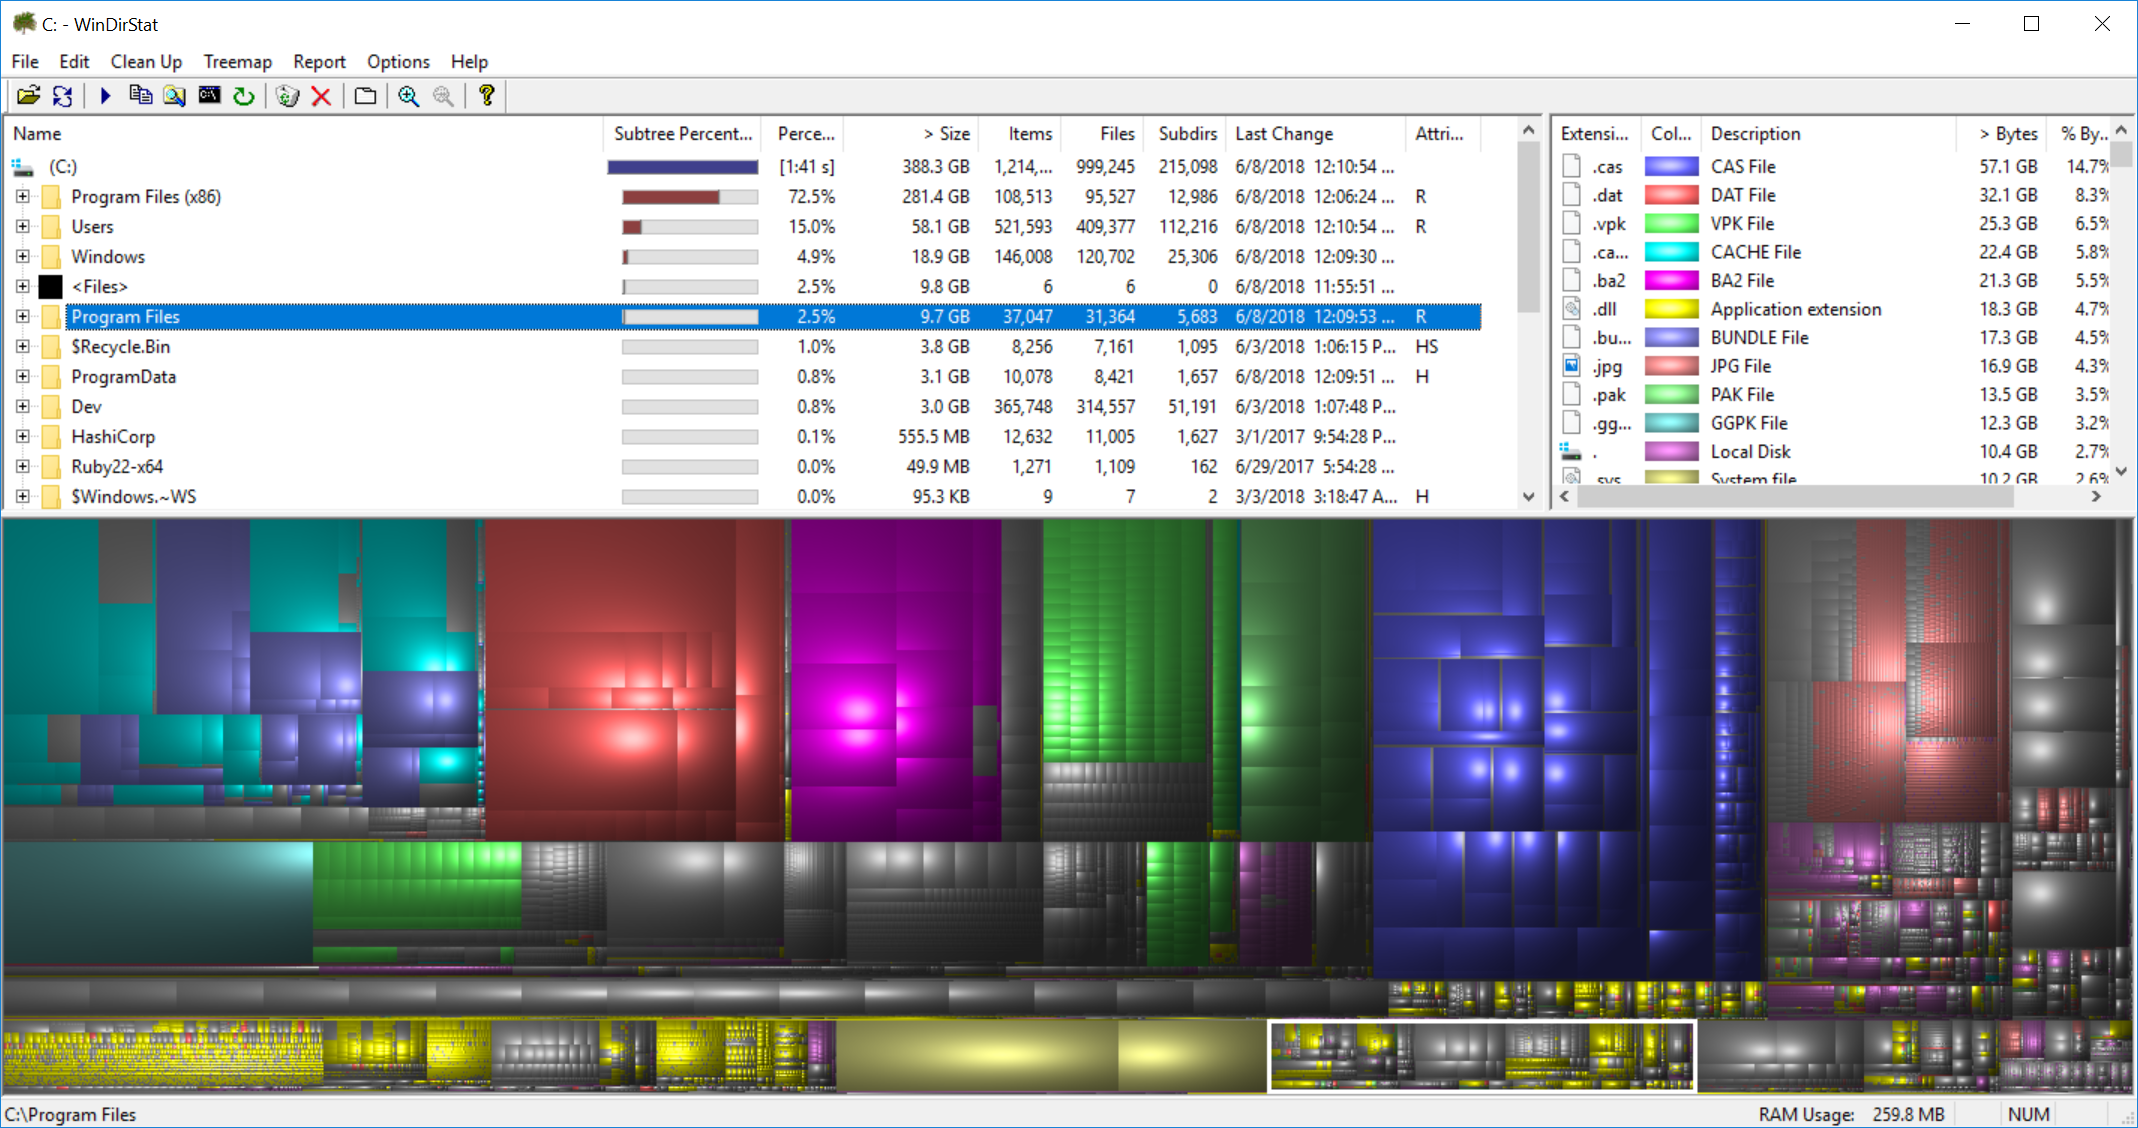 C: - WinDirStat
File Edit Clean Up Treemap Report Options Help
Name Subtree Percent... Perce... > Size Items Files Subdirs Last Change Attri...
(C:) [1:41 s] 388.3 GB 1,214,... 999,245 215,098 6/8/2018 12:10:54 ...
Program Files (x86) 72.5% 281.4 GB 108,513 95,527 12,986 6/8/2018 12:06:24 ... R
Users 15.0% 58.1 GB 521,593 409,377 112,216 6/8/2018 12:10:54 ... R
Windows 4.9% 18.9 GB 146,008 120,702 25,306 6/8/2018 12:09:30 ...
<Files> 2.5% 9.8 GB 6 6 0 6/8/2018 11:55:51 ...
Program Files 2.5% 9.7 GB 37,047 31,364 5,683 6/8/2018 12:09:53 ... R
$Recycle.Bin 1.0% 3.8 GB 8,256 7,161 1,095 6/3/2018 1:06:15 P... HS
ProgramData 0.8% 3.1 GB 10,078 8,421 1,657 6/8/2018 12:09:51 ... H
Dev 0.8% 3.0 GB 365,748 314,557 51,191 6/3/2018 1:07:48 P...
HashiCorp 0.1% 555.5 MB 12,632 11,005 1,627 3/1/2017 9:54:28 P...
Ruby22-x64 0.0% 49.9 MB 1,271 1,109 162 6/29/2017 5:54:28 ...
$Windows.~WS 0.0% 95.3 KB 9 7 2 3/3/2018 3:18:47 A... H
Extensi... Col... Description > Bytes % By...
.cas CAS File 57.1 GB 14.7%
.dat DAT File 32.1 GB 8.3%
.vpk VPK File 25.3 GB 6.5%
.ca... CACHE File 22.4 GB 5.8%
.ba2 BA2 File 21.3 GB 5.5%
.dll Application extension 18.3 GB 4.7%
.bu... BUNDLE File 17.3 GB 4.5%
.jpg JPG File 16.9 GB 4.3%
.pak PAK File 13.5 GB 3.5%
.gg... GGPK File 12.3 GB 3.2%
. Local Disk 10.4 GB 2.7%
.sys System file 10.2 GB 2.6%
C:\Program Files RAM Usage: 259.8 MB NUM